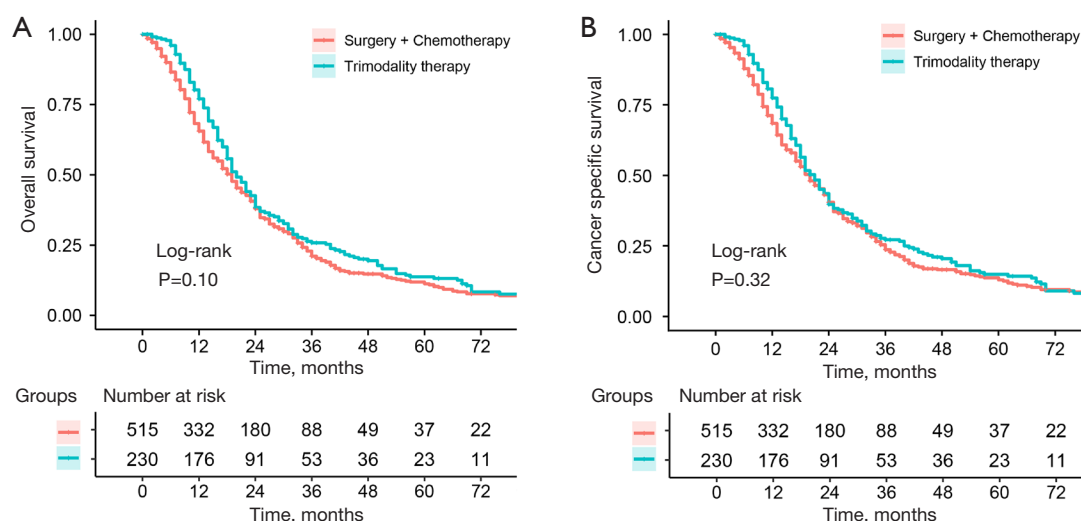 A
Overall survival
1.00
0.75
0.50
0.25
0.00
Surgery + Chemotherapy
Trimodality therapy
Log-rank
P=0.10
0 12 24 36 48 60 72
Time, months
Groups Number at risk
515 332 180 88 49 37 22
230 176 91 53 36 23 11
0 12 24 36 48 60 72
Time, months
B
Cancer specific survival
1.00
0.75
0.50
0.25
0.00
Surgery + Chemotherapy
Trimodality therapy
Log-rank
P=0.32
0 12 24 36 48 60 72
Time, months
Groups Number at risk
515 332 180 88 49 37 22
230 176 91 53 36 23 11
0 12 24 36 48 60 72
Time, months